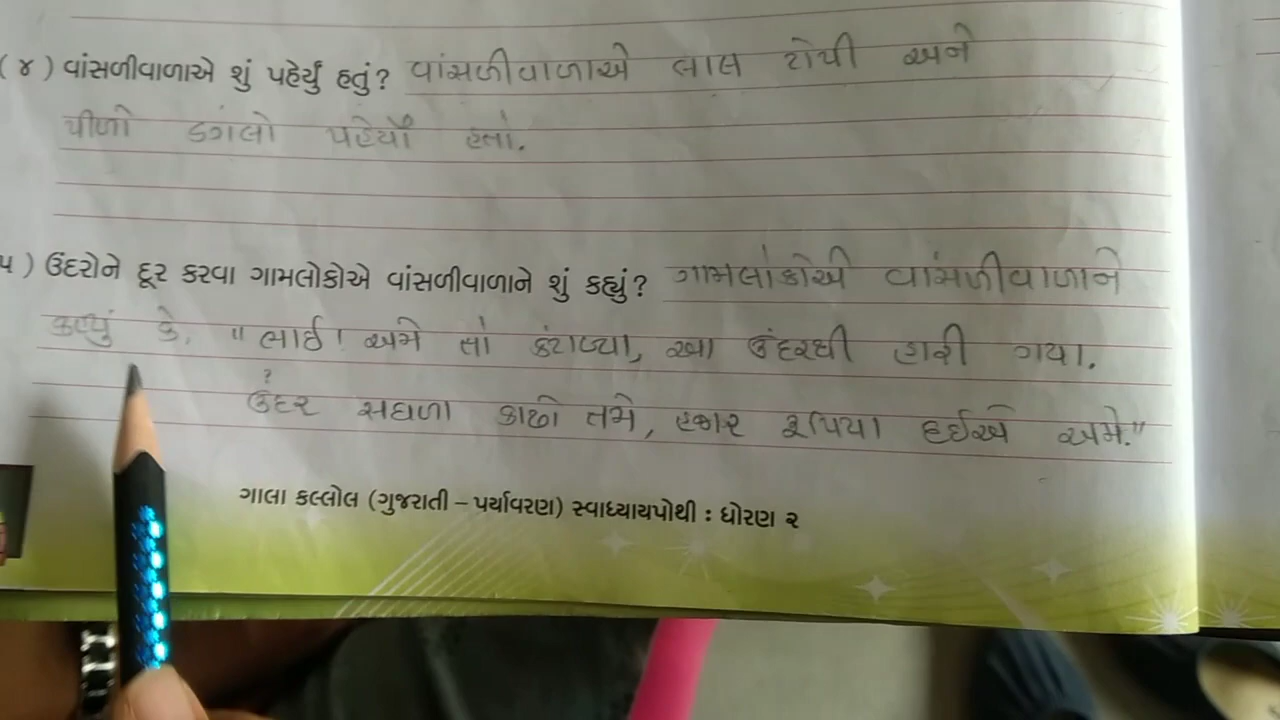 (૪) વાંસળીવાળાએ શું પહેર્યું હતું? વાંસળીવાળાએ લાલ ટોપી અને
પીળો ડગલો પહેર્યો હતો.
૫) ઉંદરોને દૂર કરવા ગામલોકોએ વાંસળીવાળાને શું કહ્યું? ગામલોકોએ વાંસળીવાળાને
કહ્યું કે, "ભાઈ! અમે તો કંટાળ્યા, આ ઉંદરથી હારી ગયા.
?
ઉંદર સઘળા કાઢો તમે, હજાર રૂપિયા દઈએ અમે."
ગાલા કલ્લોલ (ગુજરાતી – પર્યાવરણ) સ્વાધ્યાયપોથી : ધોરણ ૨